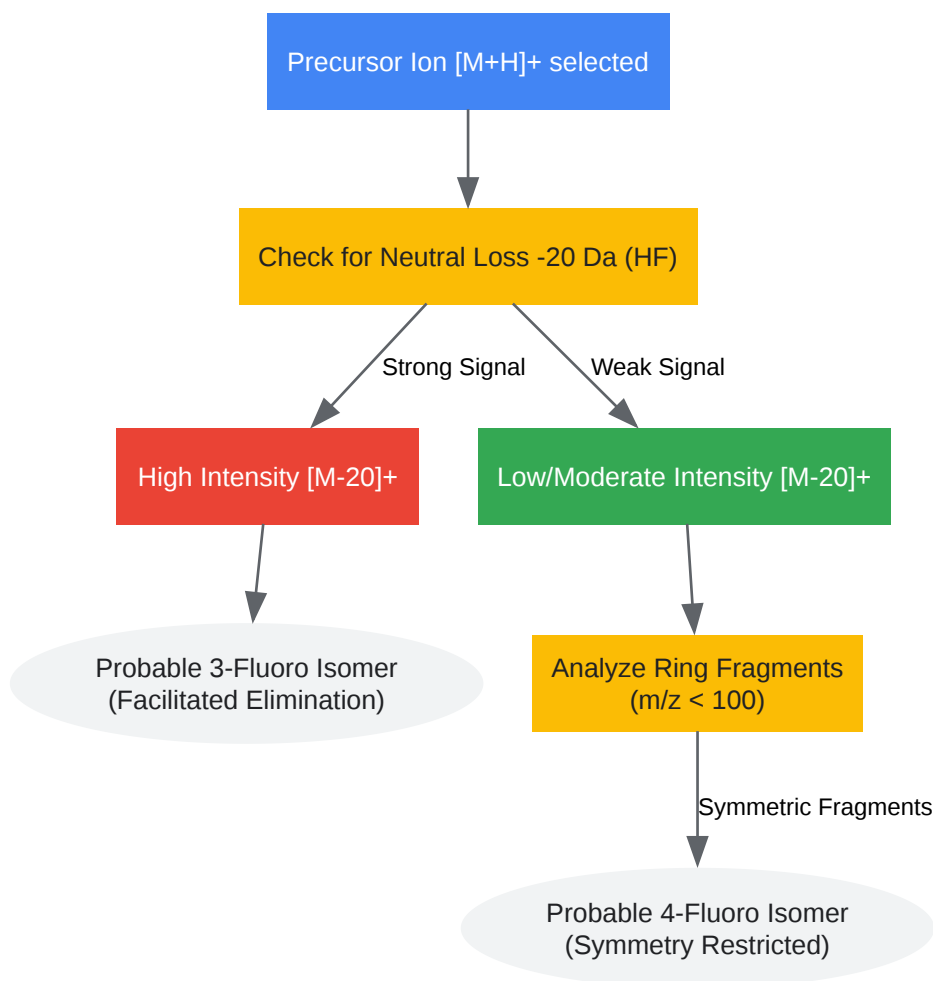 Precursor Ion [M+H]+ selected
Check for Neutral Loss -20 Da (HF)
Strong Signal
Weak Signal
High Intensity [M-20]+
Low/Moderate Intensity [M-20]+
Probable 3-Fluoro Isomer
(Facilitated Elimination)
Analyze Ring Fragments
(m/z < 100)
Symmetric Fragments
Probable 4-Fluoro Isomer
(Symmetry Restricted)